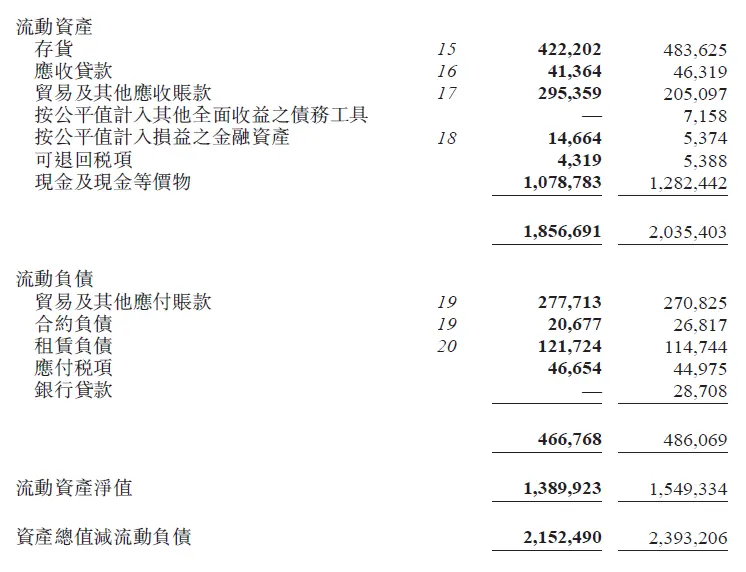 流動資產
存貨 15 422,202 483,625
應收貸款 16 41,364 46,319
貿易及其他應收賬款 17 295,359 205,097
按公平值計入其他全面收益之債務工具 — 7,158
按公平值計入損益之金融資產 18 14,664 5,374
可退回稅項 4,319 5,388
現金及現金等價物 1,078,783 1,282,442
1,856,691 2,035,403
流動負債
貿易及其他應付賬款 19 277,713 270,825
合約負債 19 20,677 26,817
租賃負債 20 121,724 114,744
應付稅項 46,654 44,975
銀行貸款 — 28,708
466,768 486,069
流動資產淨值 1,389,923 1,549,334
資產總值減流動負債 2,152,490 2,393,206